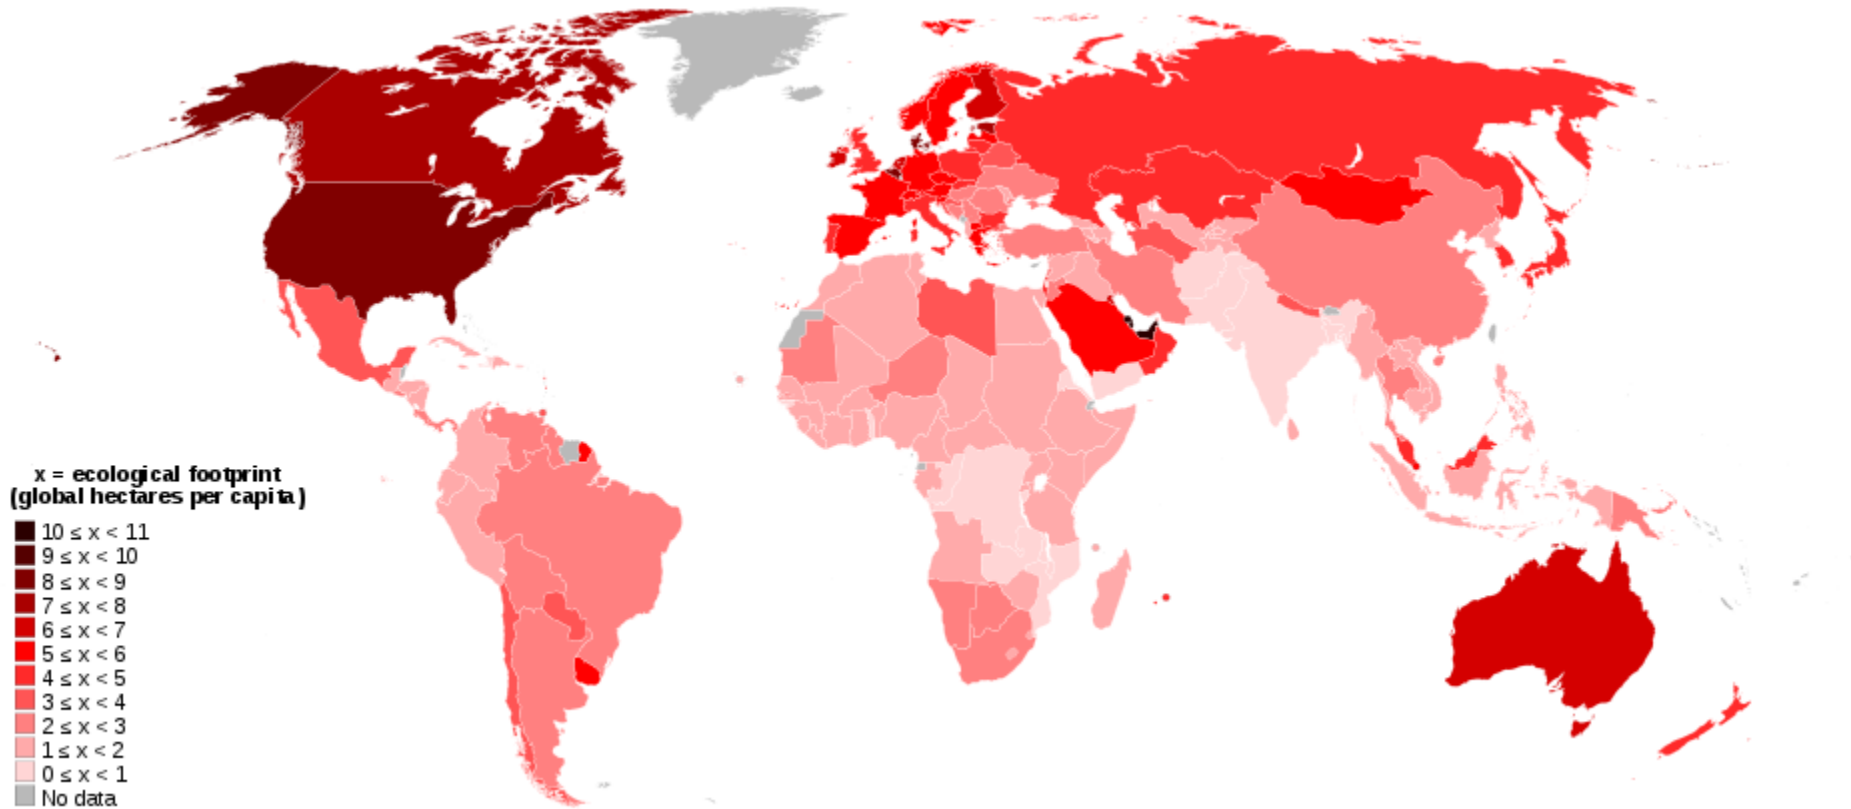 x = ecological footprint
(global hectares per capita)
10 ≤ x < 11
9 ≤ x < 10
8 ≤ x < 9
7 ≤ x < 8
6 ≤ x < 7
5 ≤ x < 6
4 ≤ x < 5
3 ≤ x < 4
2 ≤ x < 3
1 ≤ x < 2
0 ≤ x < 1
No data